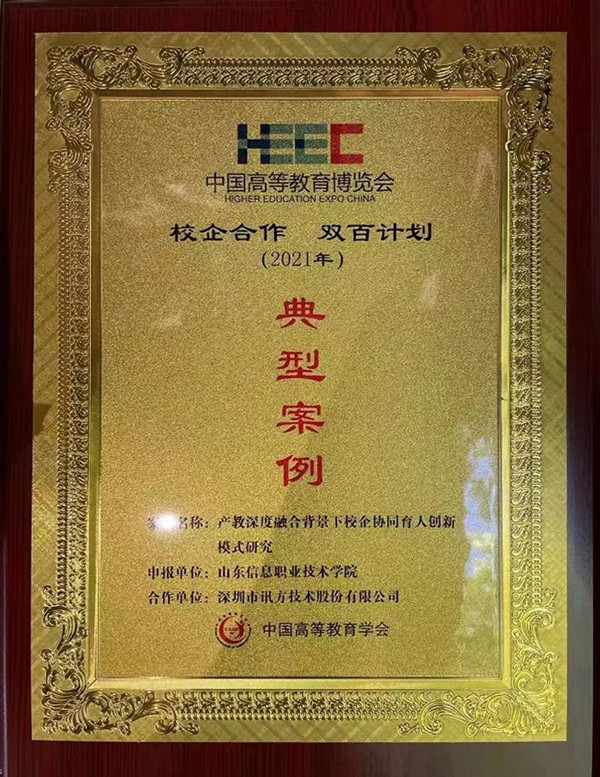 HEEC
中国高等教育博览会
HIGHER EDUCATION EXPO CHINA
校企合作 双百计划
(2021年)
典
型
案
例
案例名称：产教深度融合背景下校企协同育人创新
模式研究
申报单位：山东信息职业技术学院
合作单位：深圳市讯方技术股份有限公司
中国高等教育学会